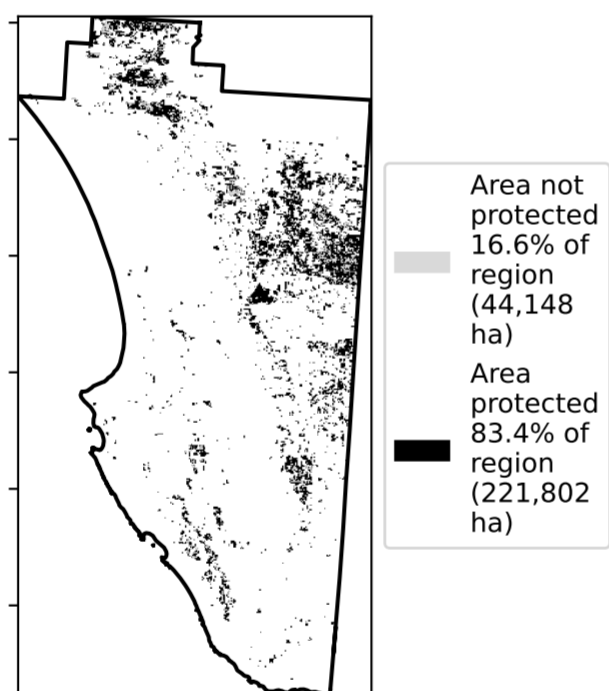 Area not
protected
16.6% of
region
(44,148
ha)
Area
protected
83.4% of
region
(221,802
ha)